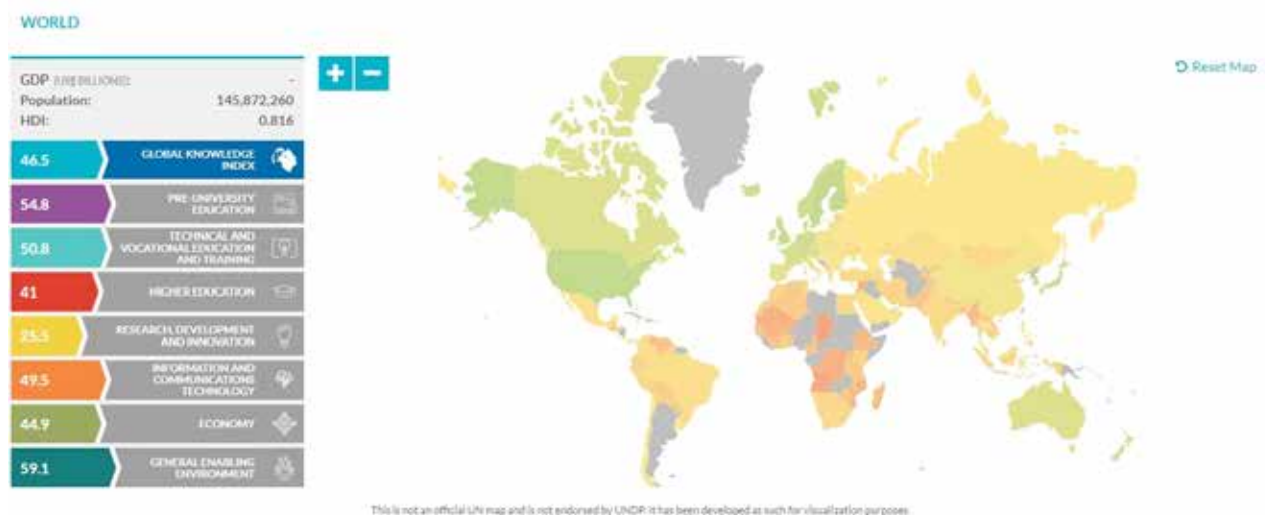 WORLD
GDP (US$ BILLIONS): -
Population: 145,872,260
HDI: 0.816
+ −
Reset Map
46.5 GLOBAL KNOWLEDGE
INDEX
54.8 PRE-UNIVERSITY
EDUCATION
50.8 TECHNICAL AND
VOCATIONAL EDUCATION
AND TRAINING
41 HIGHER EDUCATION
25.5 RESEARCH, DEVELOPMENT
AND INNOVATION
49.5 INFORMATION AND
COMMUNICATIONS
TECHNOLOGY
44.9 ECONOMY
59.1 GENERAL ENABLING
ENVIRONMENT
This is not an official UN map and is not endorsed by UNDP. It has been developed as such for visualization purposes.